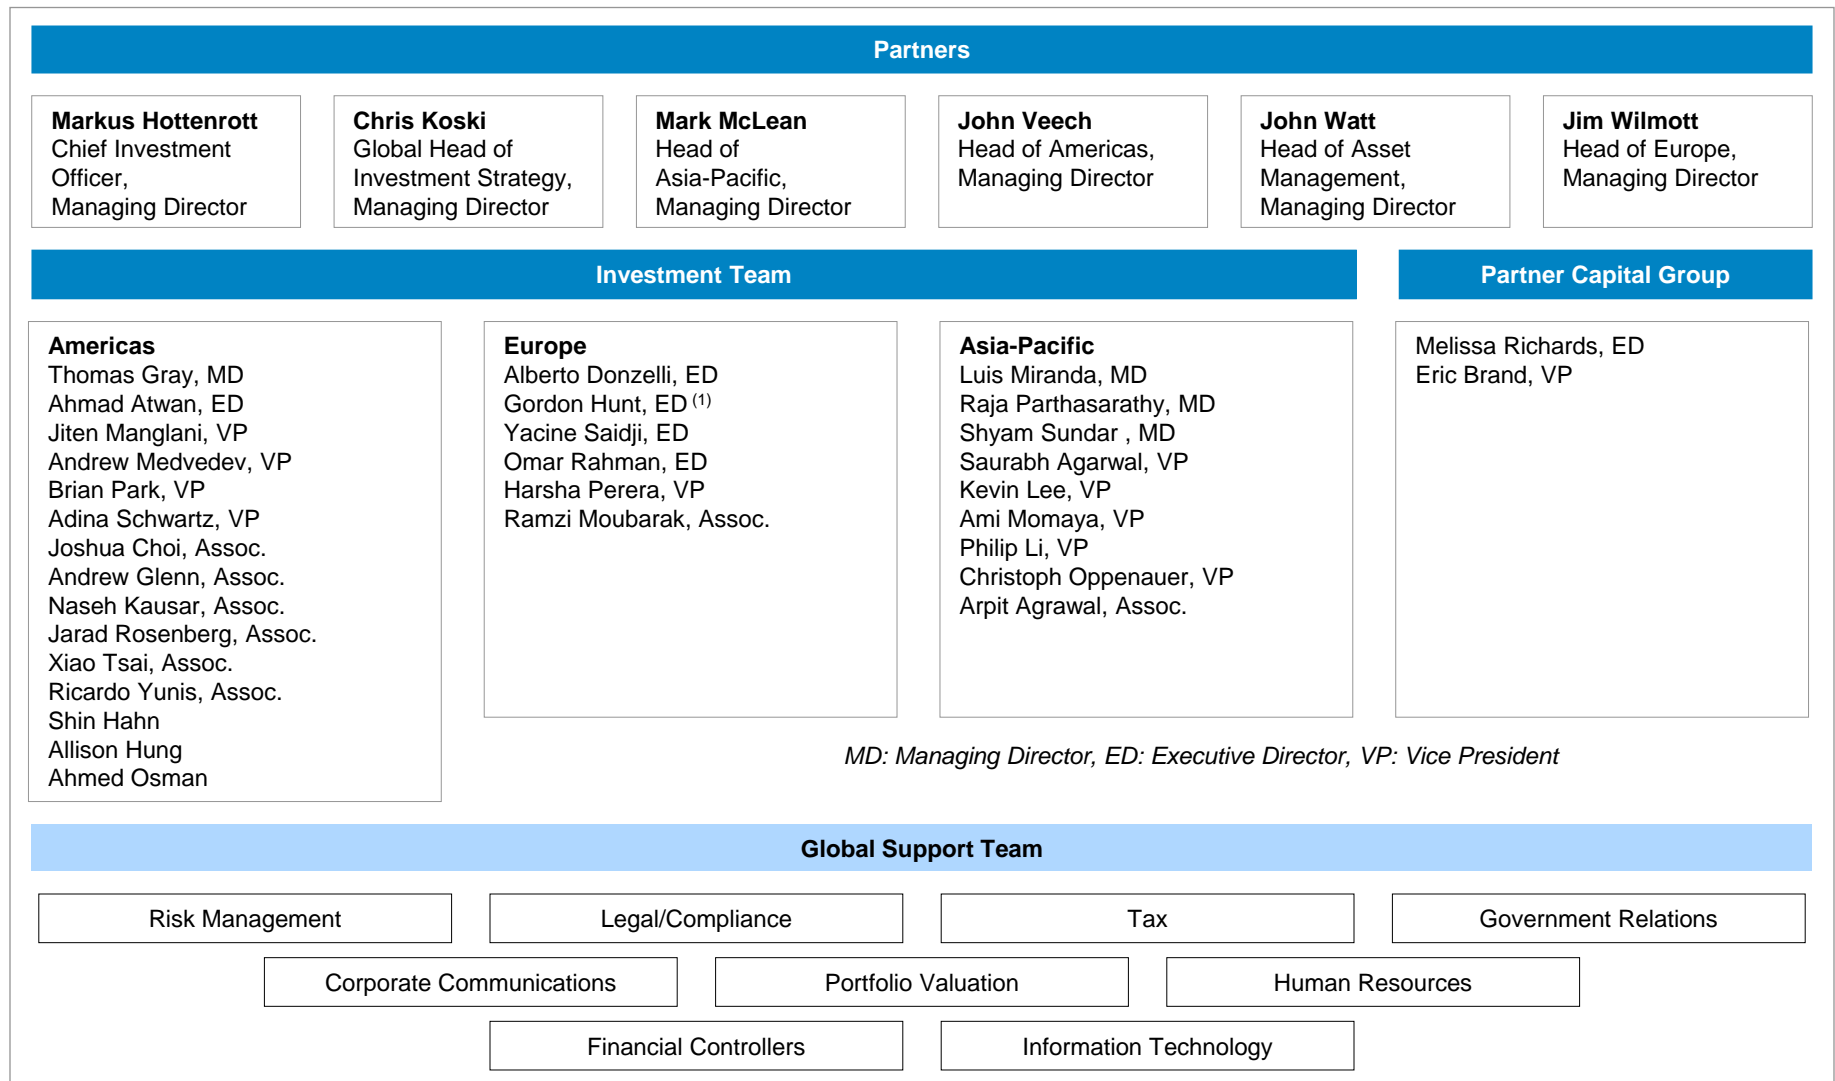 Partners
Markus Hottenrott
Chief Investment
Officer,
Managing Director
Chris Koski
Global Head of
Investment Strategy,
Managing Director
Mark McLean
Head of
Asia-Pacific,
Managing Director
John Veech
Head of Americas,
Managing Director
John Watt
Head of Asset
Management,
Managing Director
Jim Wilmott
Head of Europe,
Managing Director
Investment Team
Americas
Thomas Gray, MD
Ahmad Atwan, ED
Jiten Manglani, VP
Andrew Medvedev, VP
Brian Park, VP
Adina Schwartz, VP
Joshua Choi, Assoc.
Andrew Glenn, Assoc.
Naseh Kausar, Assoc.
Jarad Rosenberg, Assoc.
Xiao Tsai, Assoc.
Ricardo Yunis, Assoc.
Shin Hahn
Allison Hung
Ahmed Osman
Europe
Alberto Donzelli, ED
Gordon Hunt, ED (1)
Yacine Saidji, ED
Omar Rahman, ED
Harsha Perera, VP
Ramzi Moubarak, Assoc.
Asia-Pacific
Luis Miranda, MD
Raja Parthasarathy, MD
Shyam Sundar , MD
Saurabh Agarwal, VP
Kevin Lee, VP
Ami Momaya, VP
Philip Li, VP
Christoph Oppenauer, VP
Arpit Agrawal, Assoc.
Partner Capital Group
Melissa Richards, ED
Eric Brand, VP
MD: Managing Director, ED: Executive Director, VP: Vice President
Global Support Team
Risk Management
Legal/Compliance
Tax
Government Relations
Corporate Communications
Portfolio Valuation
Human Resources
Financial Controllers
Information Technology